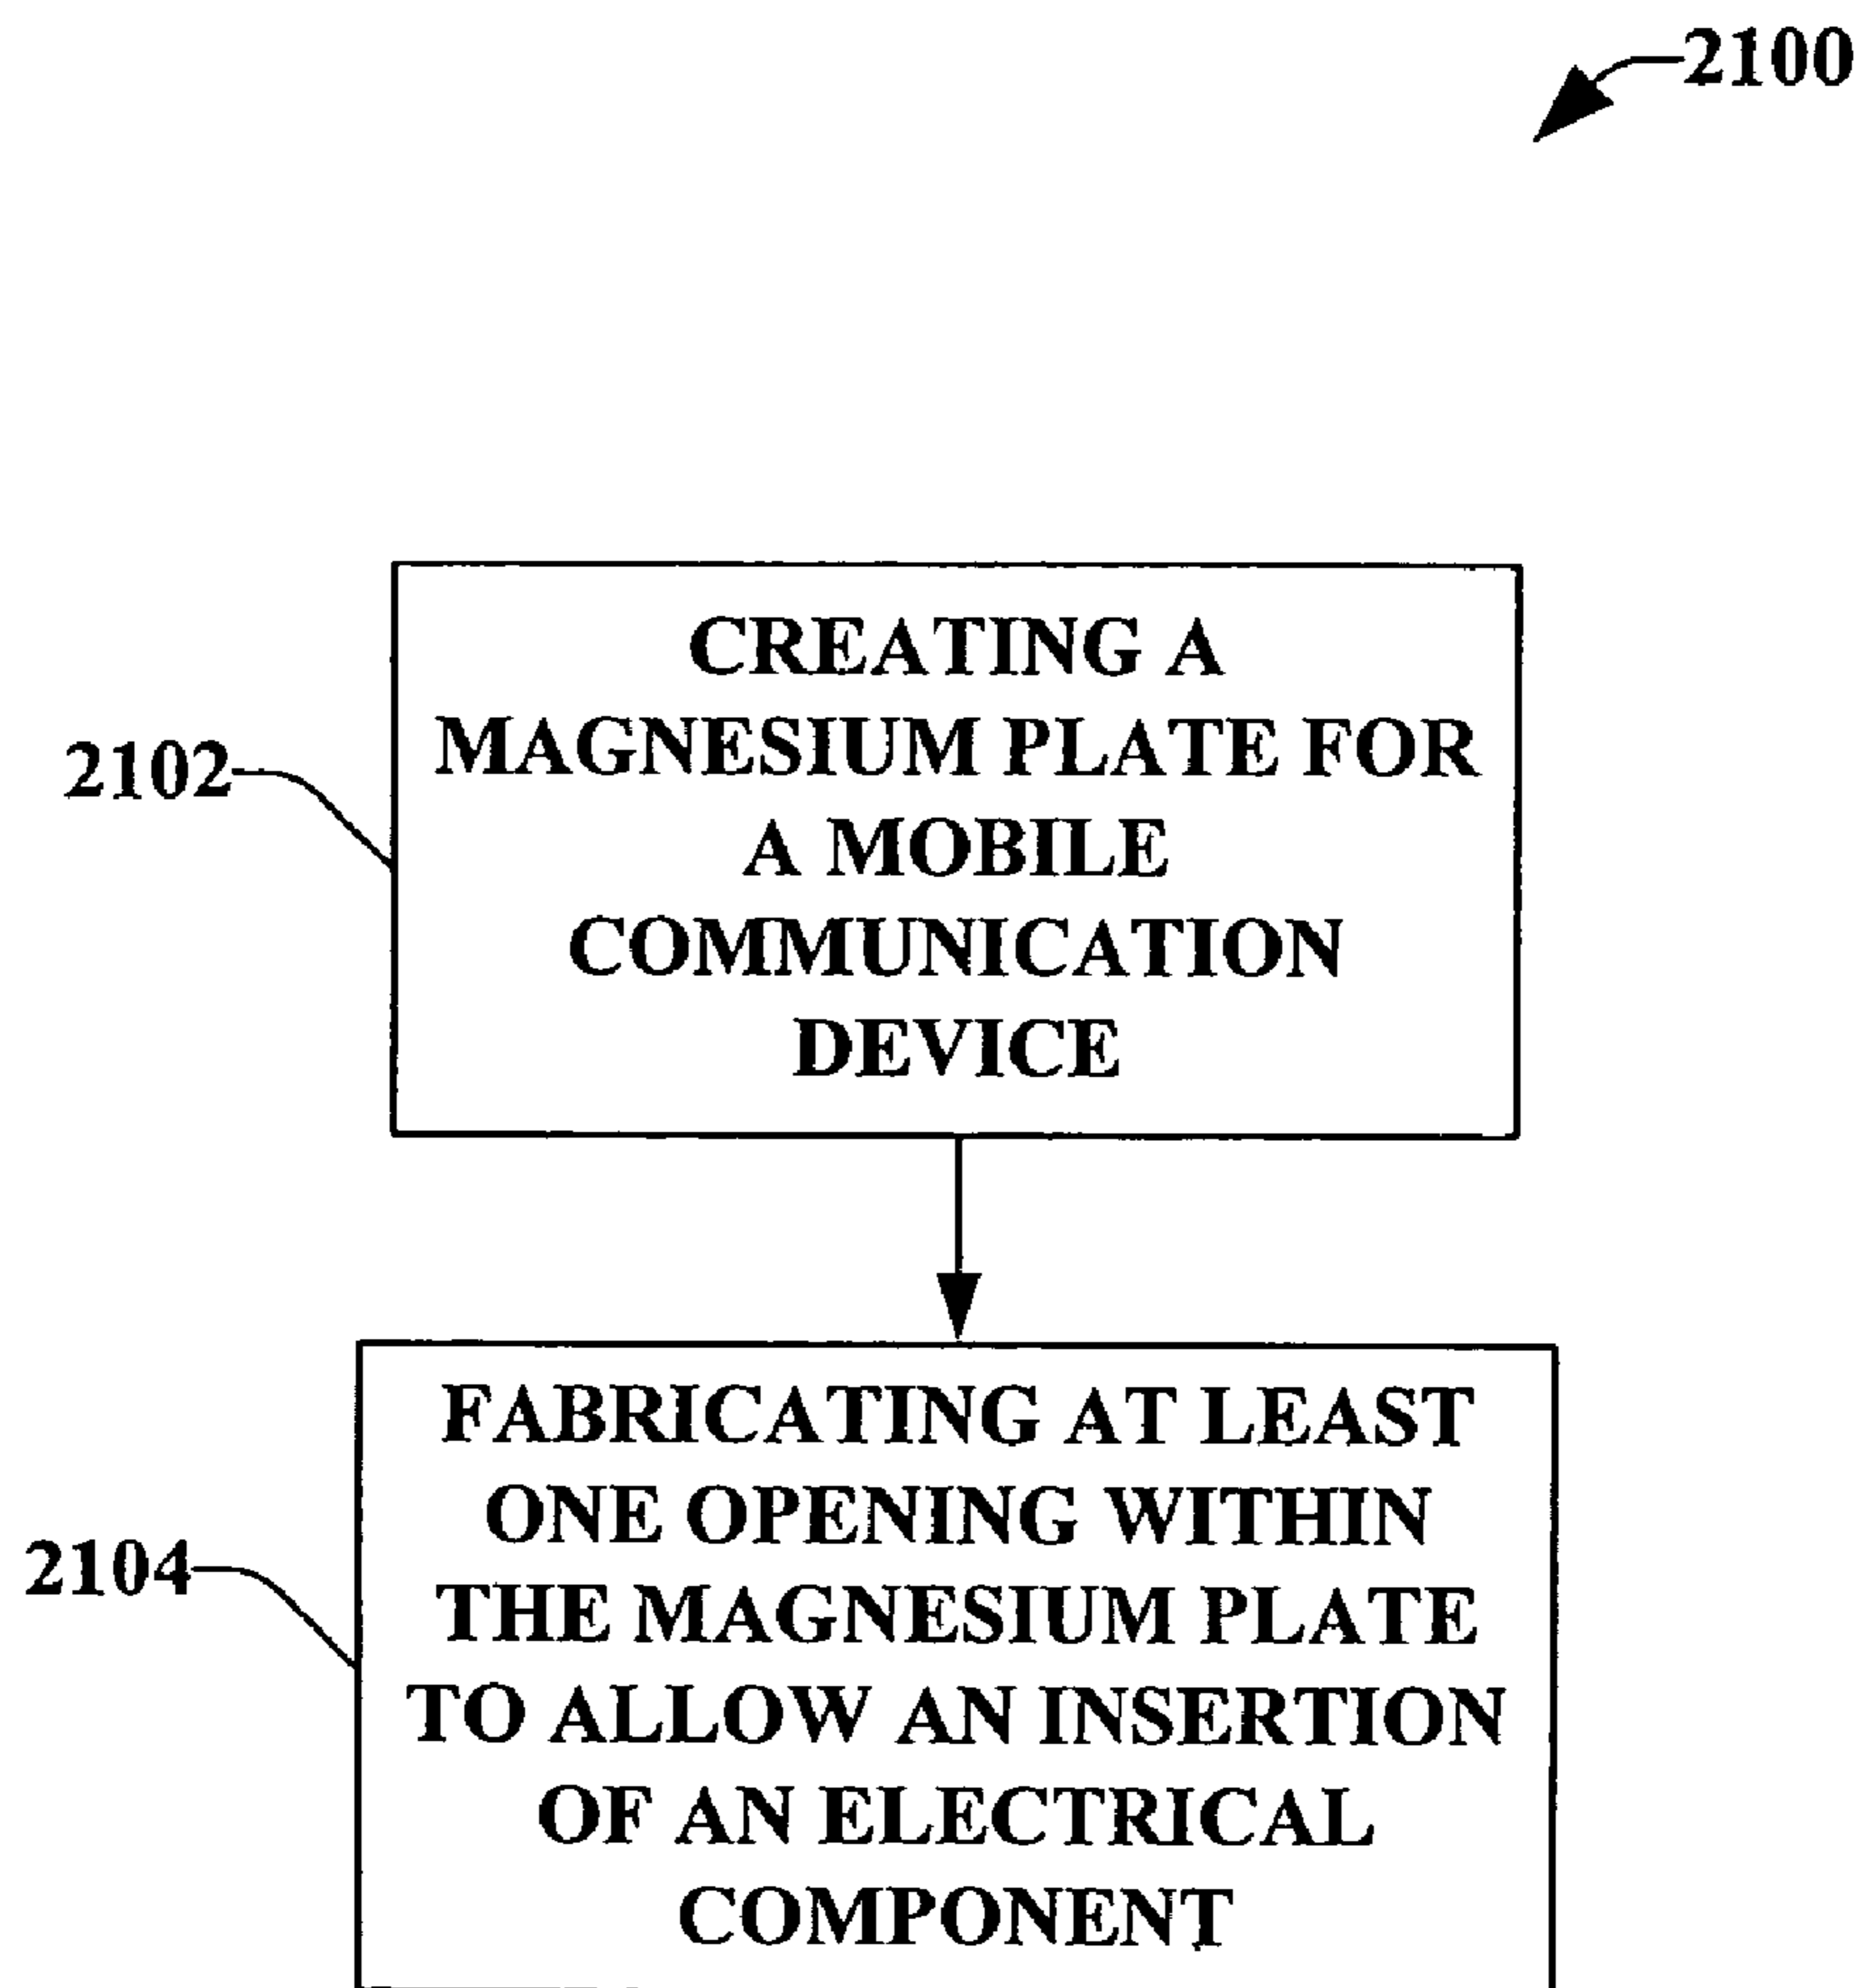 2100
CREATING A
MAGNESIUM PLATE FOR
A MOBILE
COMMUNICATION
DEVICE
2102
FABRICATING AT LEAST
ONE OPENING WITHIN
THE MAGNESIUM PLATE
TO ALLOW AN INSERTION
OF AN ELECTRICAL
COMPONENT
2104